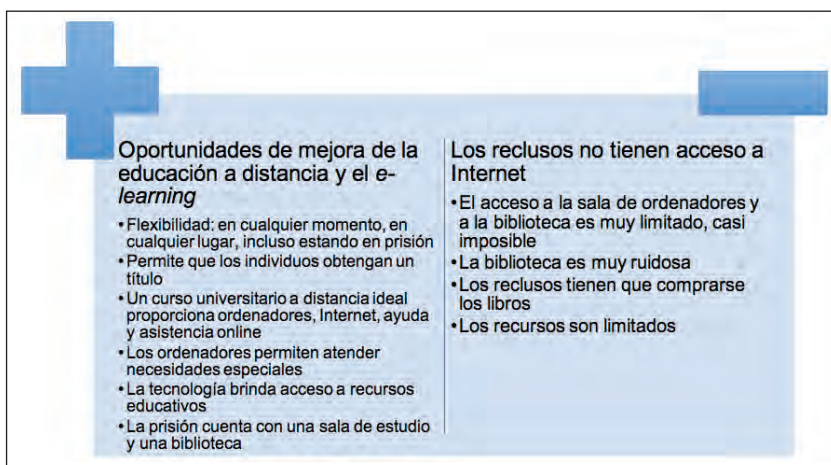 Oportunidades de mejora de la
educación a distancia y el e-
learning
•Flexibilidad: en cualquier momento, en
cualquier lugar, incluso estando en prisión
•Permite que los individuos obtengan un
título
•Un curso universitario a distancia ideal
proporciona ordenadores, Internet, ayuda
y asistencia online
•Los ordenadores permiten atender
necesidades especiales
•La tecnología brinda acceso a recursos
educativos
•La prisión cuenta con una sala de estudio
y una biblioteca
Los reclusos no tienen acceso a
Internet
•El acceso a la sala de ordenadores y
a la biblioteca es muy limitado, casi
imposible
•La biblioteca es muy ruidosa
•Los reclusos tienen que comprarse
los libros
•Los recursos son limitados